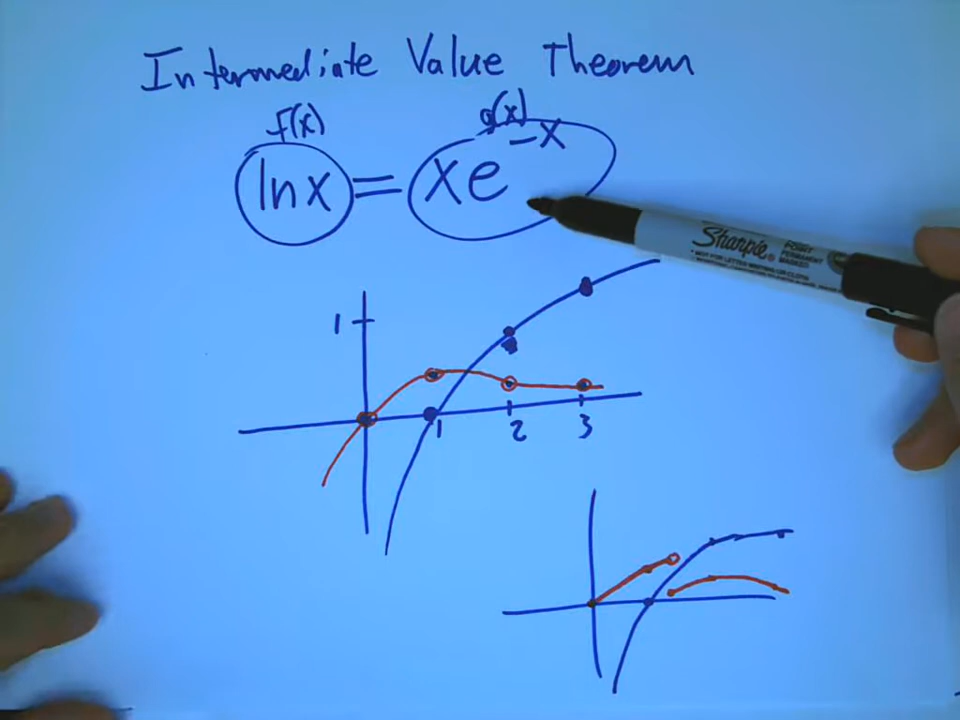 Intermediate Value Theorem
f(x) g(x)
ln x = xe^-x
Sharpie
1
1 2 3